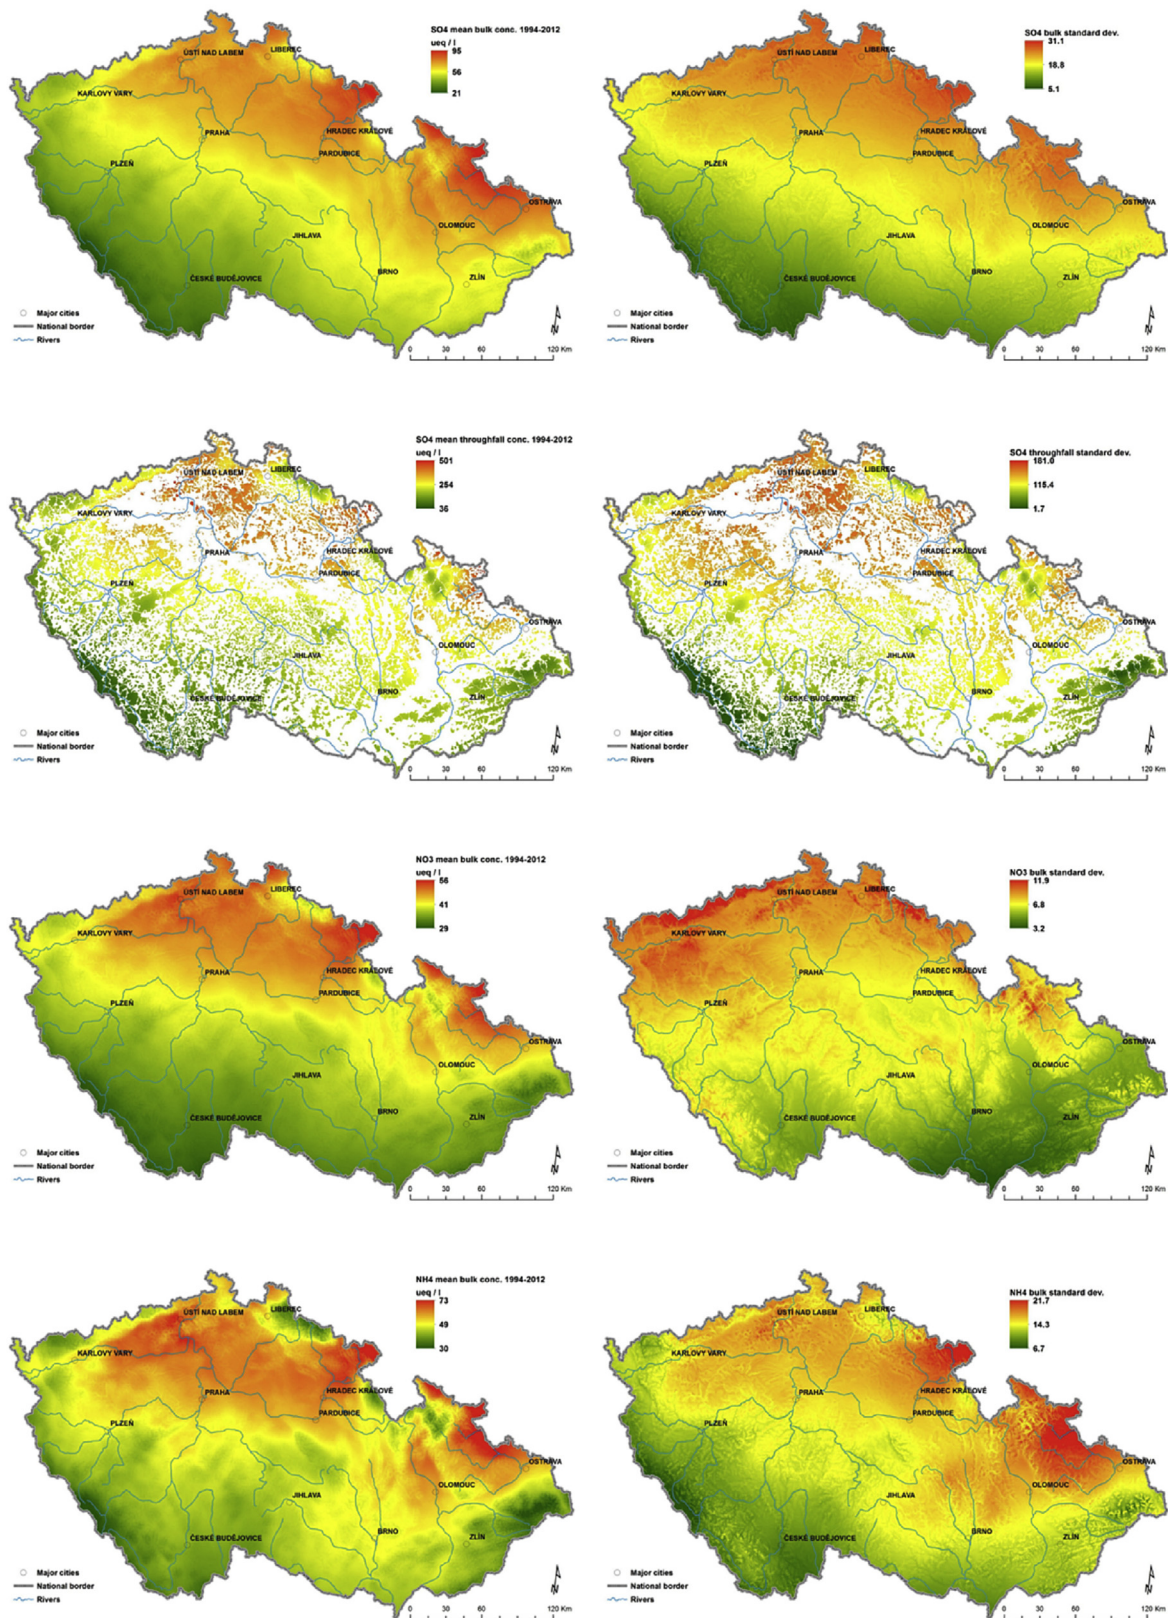 SO4 mean bulk conc. 1994-2012
ueq / l
95
56
21
ÚSTÍ NAD LABEM
LIBEREC
KARLOVY VARY
PRAHA
HRADEC KRÁLOVÉ
PARDUBICE
PLZEŇ
OSTRAVA
OLOMOUC
JIHLAVA
BRNO
ZLÍN
ČESKÉ BUDĚJOVICE
Major cities
National border
Rivers
N
0 30 60 120 Km
SO4 bulk standard dev.
31.1
18.8
5.1
ÚSTÍ NAD LABEM
LIBEREC
KARLOVY VARY
PRAHA
HRADEC KRÁLOVÉ
PARDUBICE
PLZEŇ
OSTRAVA
OLOMOUC
JIHLAVA
BRNO
ZLÍN
ČESKÉ BUDĚJOVICE
Major cities
National border
Rivers
N
0 30 60 120 Km
SO4 mean throughfall conc. 1994-2012
ueq / l
501
254
36
ÚSTÍ NAD LABEM
LIBEREC
KARLOVY VARY
PRAHA
HRADEC KRÁLOVÉ
PARDUBICE
PLZEŇ
OSTRAVA
OLOMOUC
JIHLAVA
BRNO
ZLÍN
ČESKÉ BUDĚJOVICE
Major cities
National border
Rivers
N
0 30 60 120 Km
SO4 throughfall standard dev.
181.0
115.4
1.7
ÚSTÍ NAD LABEM
LIBEREC
KARLOVY VARY
PRAHA
HRADEC KRÁLOVÉ
PARDUBICE
PLZEŇ
OSTRAVA
OLOMOUC
JIHLAVA
BRNO
ZLÍN
ČESKÉ BUDĚJOVICE
Major cities
National border
Rivers
N
0 30 60 120 Km
NO3 mean bulk conc. 1994-2012
ueq / l
56
41
29
ÚSTÍ NAD LABEM
LIBEREC
KARLOVY VARY
PRAHA
HRADEC KRÁLOVÉ
PARDUBICE
PLZEŇ
OSTRAVA
OLOMOUC
JIHLAVA
BRNO
ZLÍN
ČESKÉ BUDĚJOVICE
Major cities
National border
Rivers
N
0 30 60 120 Km
NO3 bulk standard dev.
11.9
6.8
3.2
ÚSTÍ NAD LABEM
LIBEREC
KARLOVY VARY
PRAHA
HRADEC KRÁLOVÉ
PARDUBICE
PLZEŇ
OSTRAVA
OLOMOUC
JIHLAVA
BRNO
ZLÍN
ČESKÉ BUDĚJOVICE
Major cities
National border
Rivers
N
0 30 60 120 Km
NH4 mean bulk conc. 1994-2012
ueq / l
73
49
30
ÚSTÍ NAD LABEM
LIBEREC
KARLOVY VARY
PRAHA
HRADEC KRÁLOVÉ
PARDUBICE
PLZEŇ
OSTRAVA
OLOMOUC
JIHLAVA
BRNO
ZLÍN
ČESKÉ BUDĚJOVICE
Major cities
National border
Rivers
N
0 30 60 120 Km
NH4 bulk standard dev.
21.7
14.3
6.7
ÚSTÍ NAD LABEM
LIBEREC
KARLOVY VARY
PRAHA
HRADEC KRÁLOVÉ
PARDUBICE
PLZEŇ
OSTRAVA
OLOMOUC
JIHLAVA
BRNO
ZLÍN
ČESKÉ BUDĚJOVICE
Major cities
National border
Rivers
N
0 30 60 120 Km